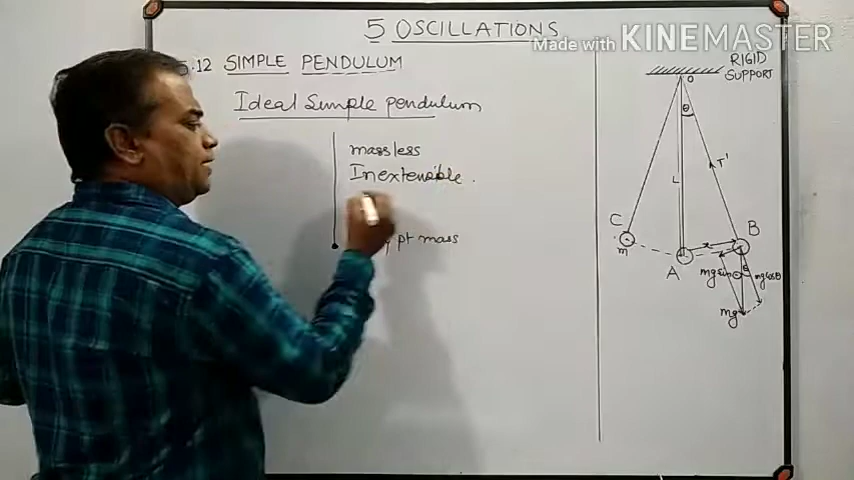 5 OSCILLATIONS
Made with KINEMASTER
.12 SIMPLE PENDULUM
RIGID
SUPPORT
Ideal Simple pendulum
massless
Inextensible.
pt mass
O
θ
T'
L
C
m
A
x
B
mg sinθ
θ
mg cosθ
mg